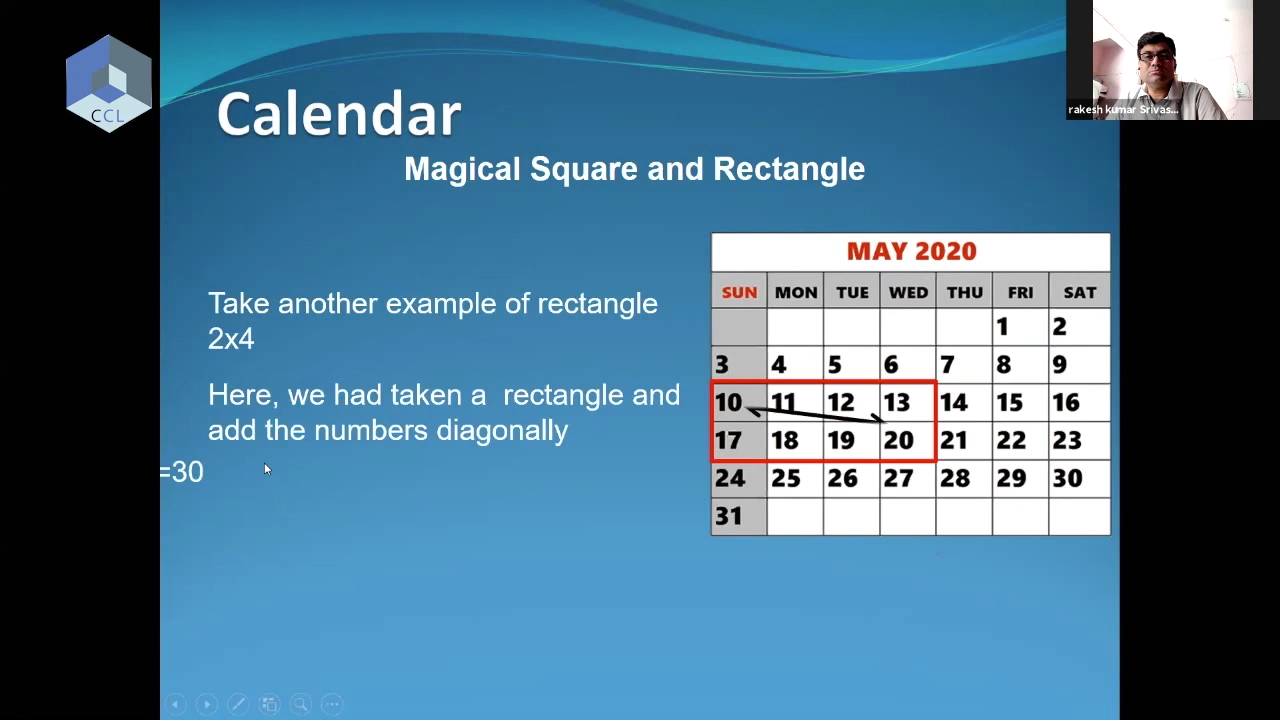 CCL
rakesh kumar Srivas...
Calendar
Magical Square and Rectangle
Take another example of rectangle
2x4
Here, we had taken a rectangle and
add the numbers diagonally
=30
MAY 2020
SUN MON TUE WED THU FRI SAT
1 2
3 4 5 6 7 8 9
10 11 12 13 14 15 16
17 18 19 20 21 22 23
24 25 26 27 28 29 30
31